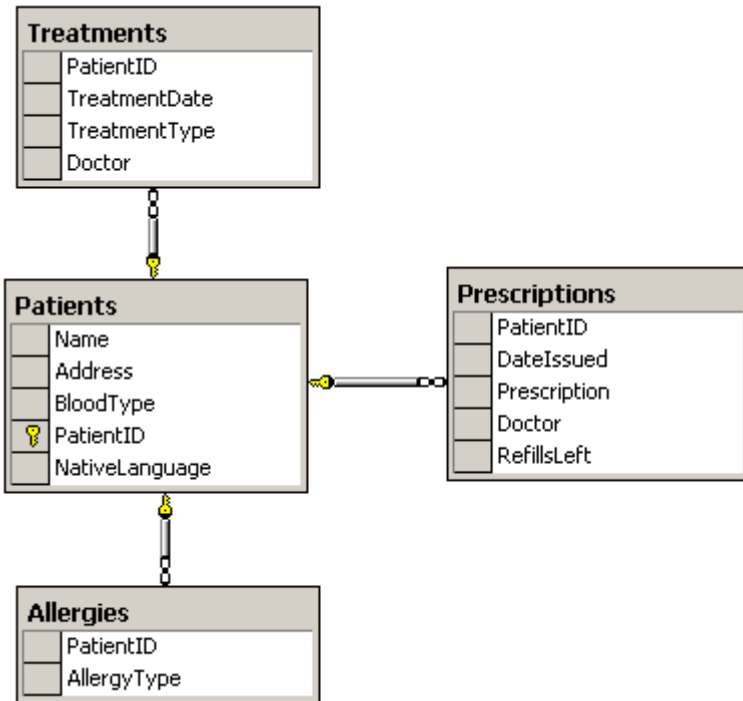 Treatments
PatientID
TreatmentDate
TreatmentType
Doctor
Patients
Name
Address
BloodType
PatientID
NativeLanguage
Prescriptions
PatientID
DateIssued
Prescription
Doctor
RefillsLeft
Allergies
PatientID
AllergyType